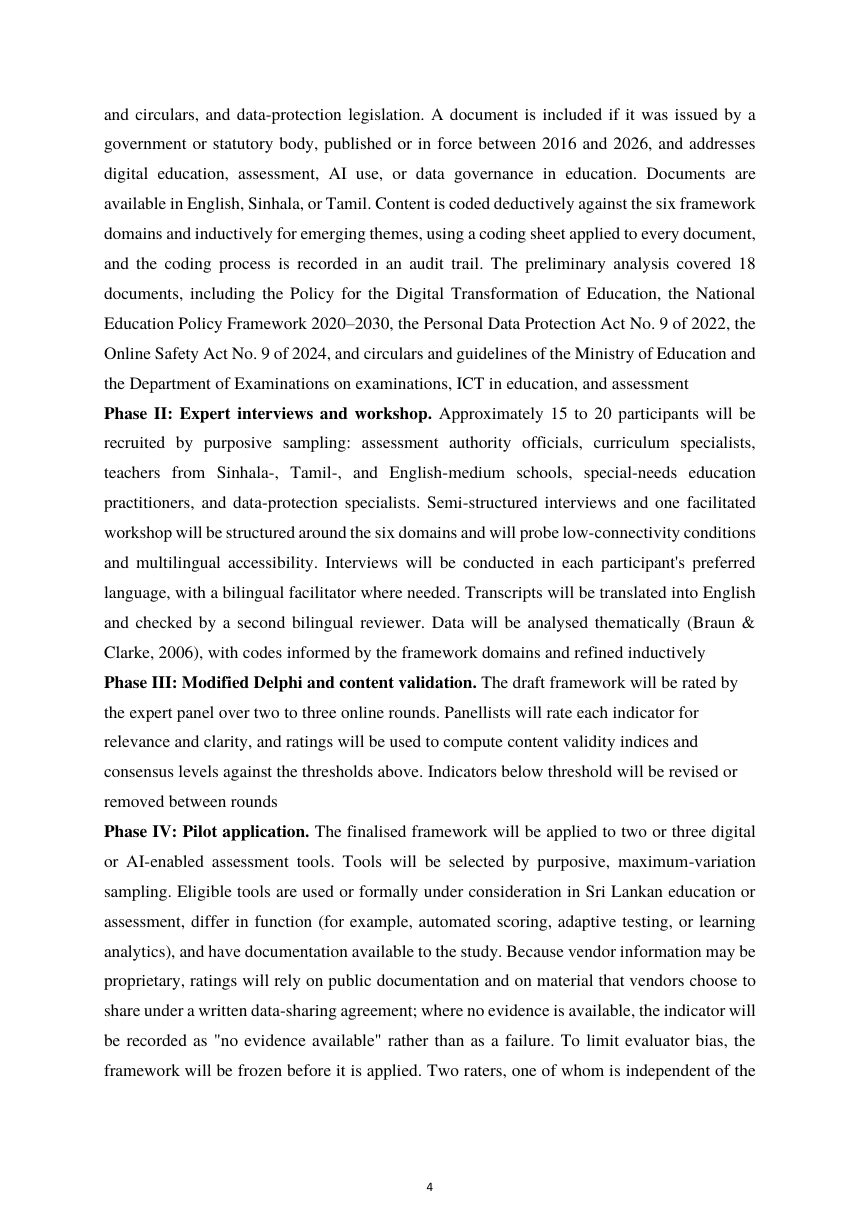 and circulars, and data-protection legislation. A document is included if it was issued by a
government or statutory body, published or in force between 2016 and 2026, and addresses
digital education, assessment, AI use, or data governance in education. Documents are
available in English, Sinhala, or Tamil. Content is coded deductively against the six framework
domains and inductively for emerging themes, using a coding sheet applied to every document,
and the coding process is recorded in an audit trail. The preliminary analysis covered 18
documents, including the Policy for the Digital Transformation of Education, the National
Education Policy Framework 2020–2030, the Personal Data Protection Act No. 9 of 2022, the
Online Safety Act No. 9 of 2024, and circulars and guidelines of the Ministry of Education and
the Department of Examinations on examinations, ICT in education, and assessment
Phase II: Expert interviews and workshop. Approximately 15 to 20 participants will be
recruited by purposive sampling: assessment authority officials, curriculum specialists,
teachers from Sinhala-, Tamil-, and English-medium schools, special-needs education
practitioners, and data-protection specialists. Semi-structured interviews and one facilitated
workshop will be structured around the six domains and will probe low-connectivity conditions
and multilingual accessibility. Interviews will be conducted in each participant's preferred
language, with a bilingual facilitator where needed. Transcripts will be translated into English
and checked by a second bilingual reviewer. Data will be analysed thematically (Braun &
Clarke, 2006), with codes informed by the framework domains and refined inductively
Phase III: Modified Delphi and content validation. The draft framework will be rated by
the expert panel over two to three online rounds. Panellists will rate each indicator for
relevance and clarity, and ratings will be used to compute content validity indices and
consensus levels against the thresholds above. Indicators below threshold will be revised or
removed between rounds
Phase IV: Pilot application. The finalised framework will be applied to two or three digital
or AI-enabled assessment tools. Tools will be selected by purposive, maximum-variation
sampling. Eligible tools are used or formally under consideration in Sri Lankan education or
assessment, differ in function (for example, automated scoring, adaptive testing, or learning
analytics), and have documentation available to the study. Because vendor information may be
proprietary, ratings will rely on public documentation and on material that vendors choose to
share under a written data-sharing agreement; where no evidence is available, the indicator will
be recorded as "no evidence available" rather than as a failure. To limit evaluator bias, the
framework will be frozen before it is applied. Two raters, one of whom is independent of the
4